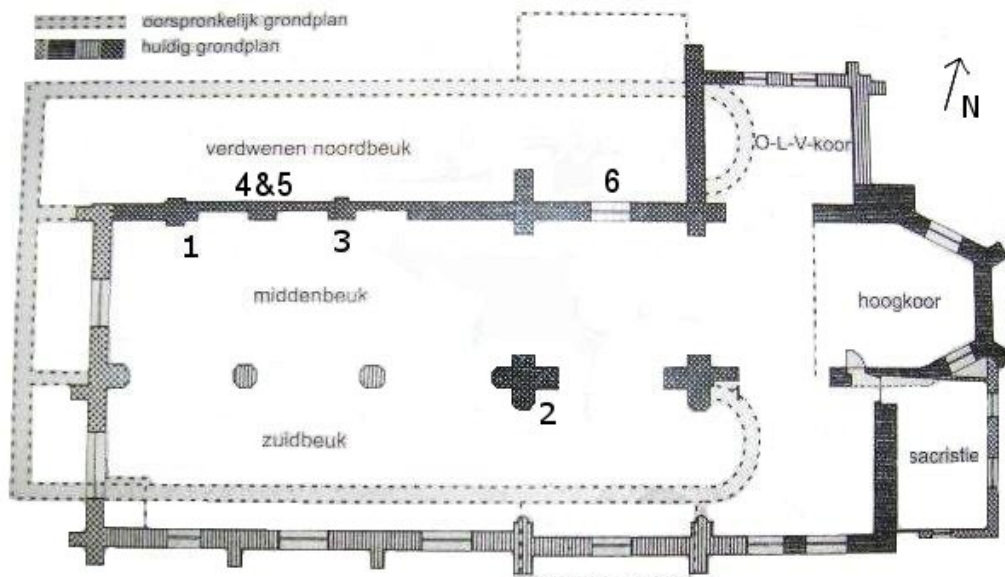 oorspronkelijk grondplan
huidig grondplan
N
O-L-V-koor
verdwenen noordbeuk
4&5
6
1
3
middenbeuk
hoogkoor
2
zuidbeuk
sacristie